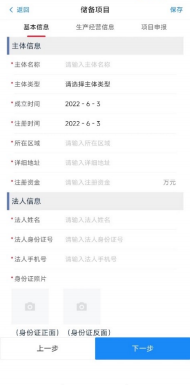 返回 储备项目 保存
基本信息 生产经营信息 项目申报
主体信息
*主体名称 请输入主体名称
*主体类型 请选择主体类型
*成立时间 2022-6-3
*注册时间 2022-6-3
*所在区域 请输入所在区域
*详细地址 请输入详细地址
*注册资金 请输入注册资金 万元
法人信息
*法人姓名 请输入法人姓名
*法人身份证号 请输入法人身份证号
*法人手机号 请输入法人手机号
*身份证照片
(身份证正面) (身份证反面)
上一步 下一步